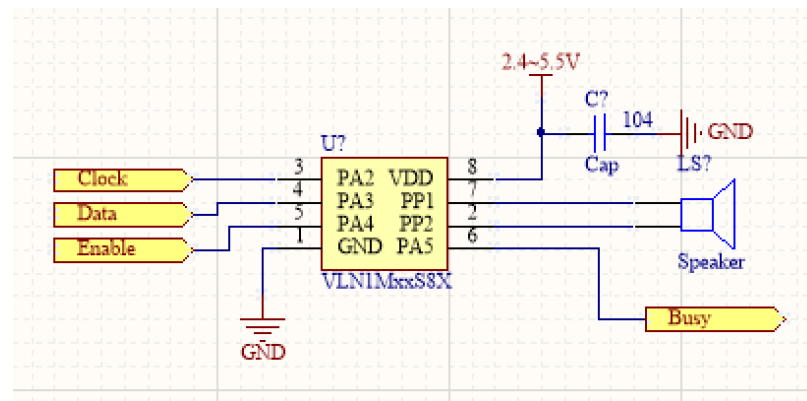 2.4~5.5V
C?
104
GND
Cap
U?
LS?
Clock
3
PA2
VDD
8
Data
4
PA3
PP1
7
Enable
5
PA4
PP2
2
1
GND
PA5
6
VLN1MxxS8X
Speaker
Busy
GND